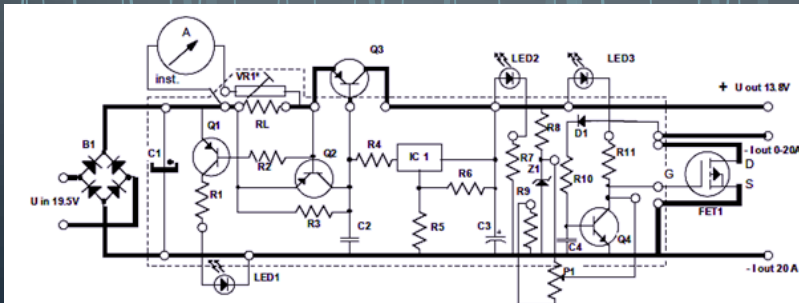 A
inst.
VR1*
Q3
LED2
LED3
+ U out 13.8V
B1
C1
Q1
RL
Q2
R4
IC 1
R7
R8
D1
R11
- I out 0-20A
D
U in 19.5V
R2
R6
Z1
R10
G
S
R1
R3
R5
R9
FET1
C2
C3
+
C4
Q4
LED1
P1
- I out 20 A